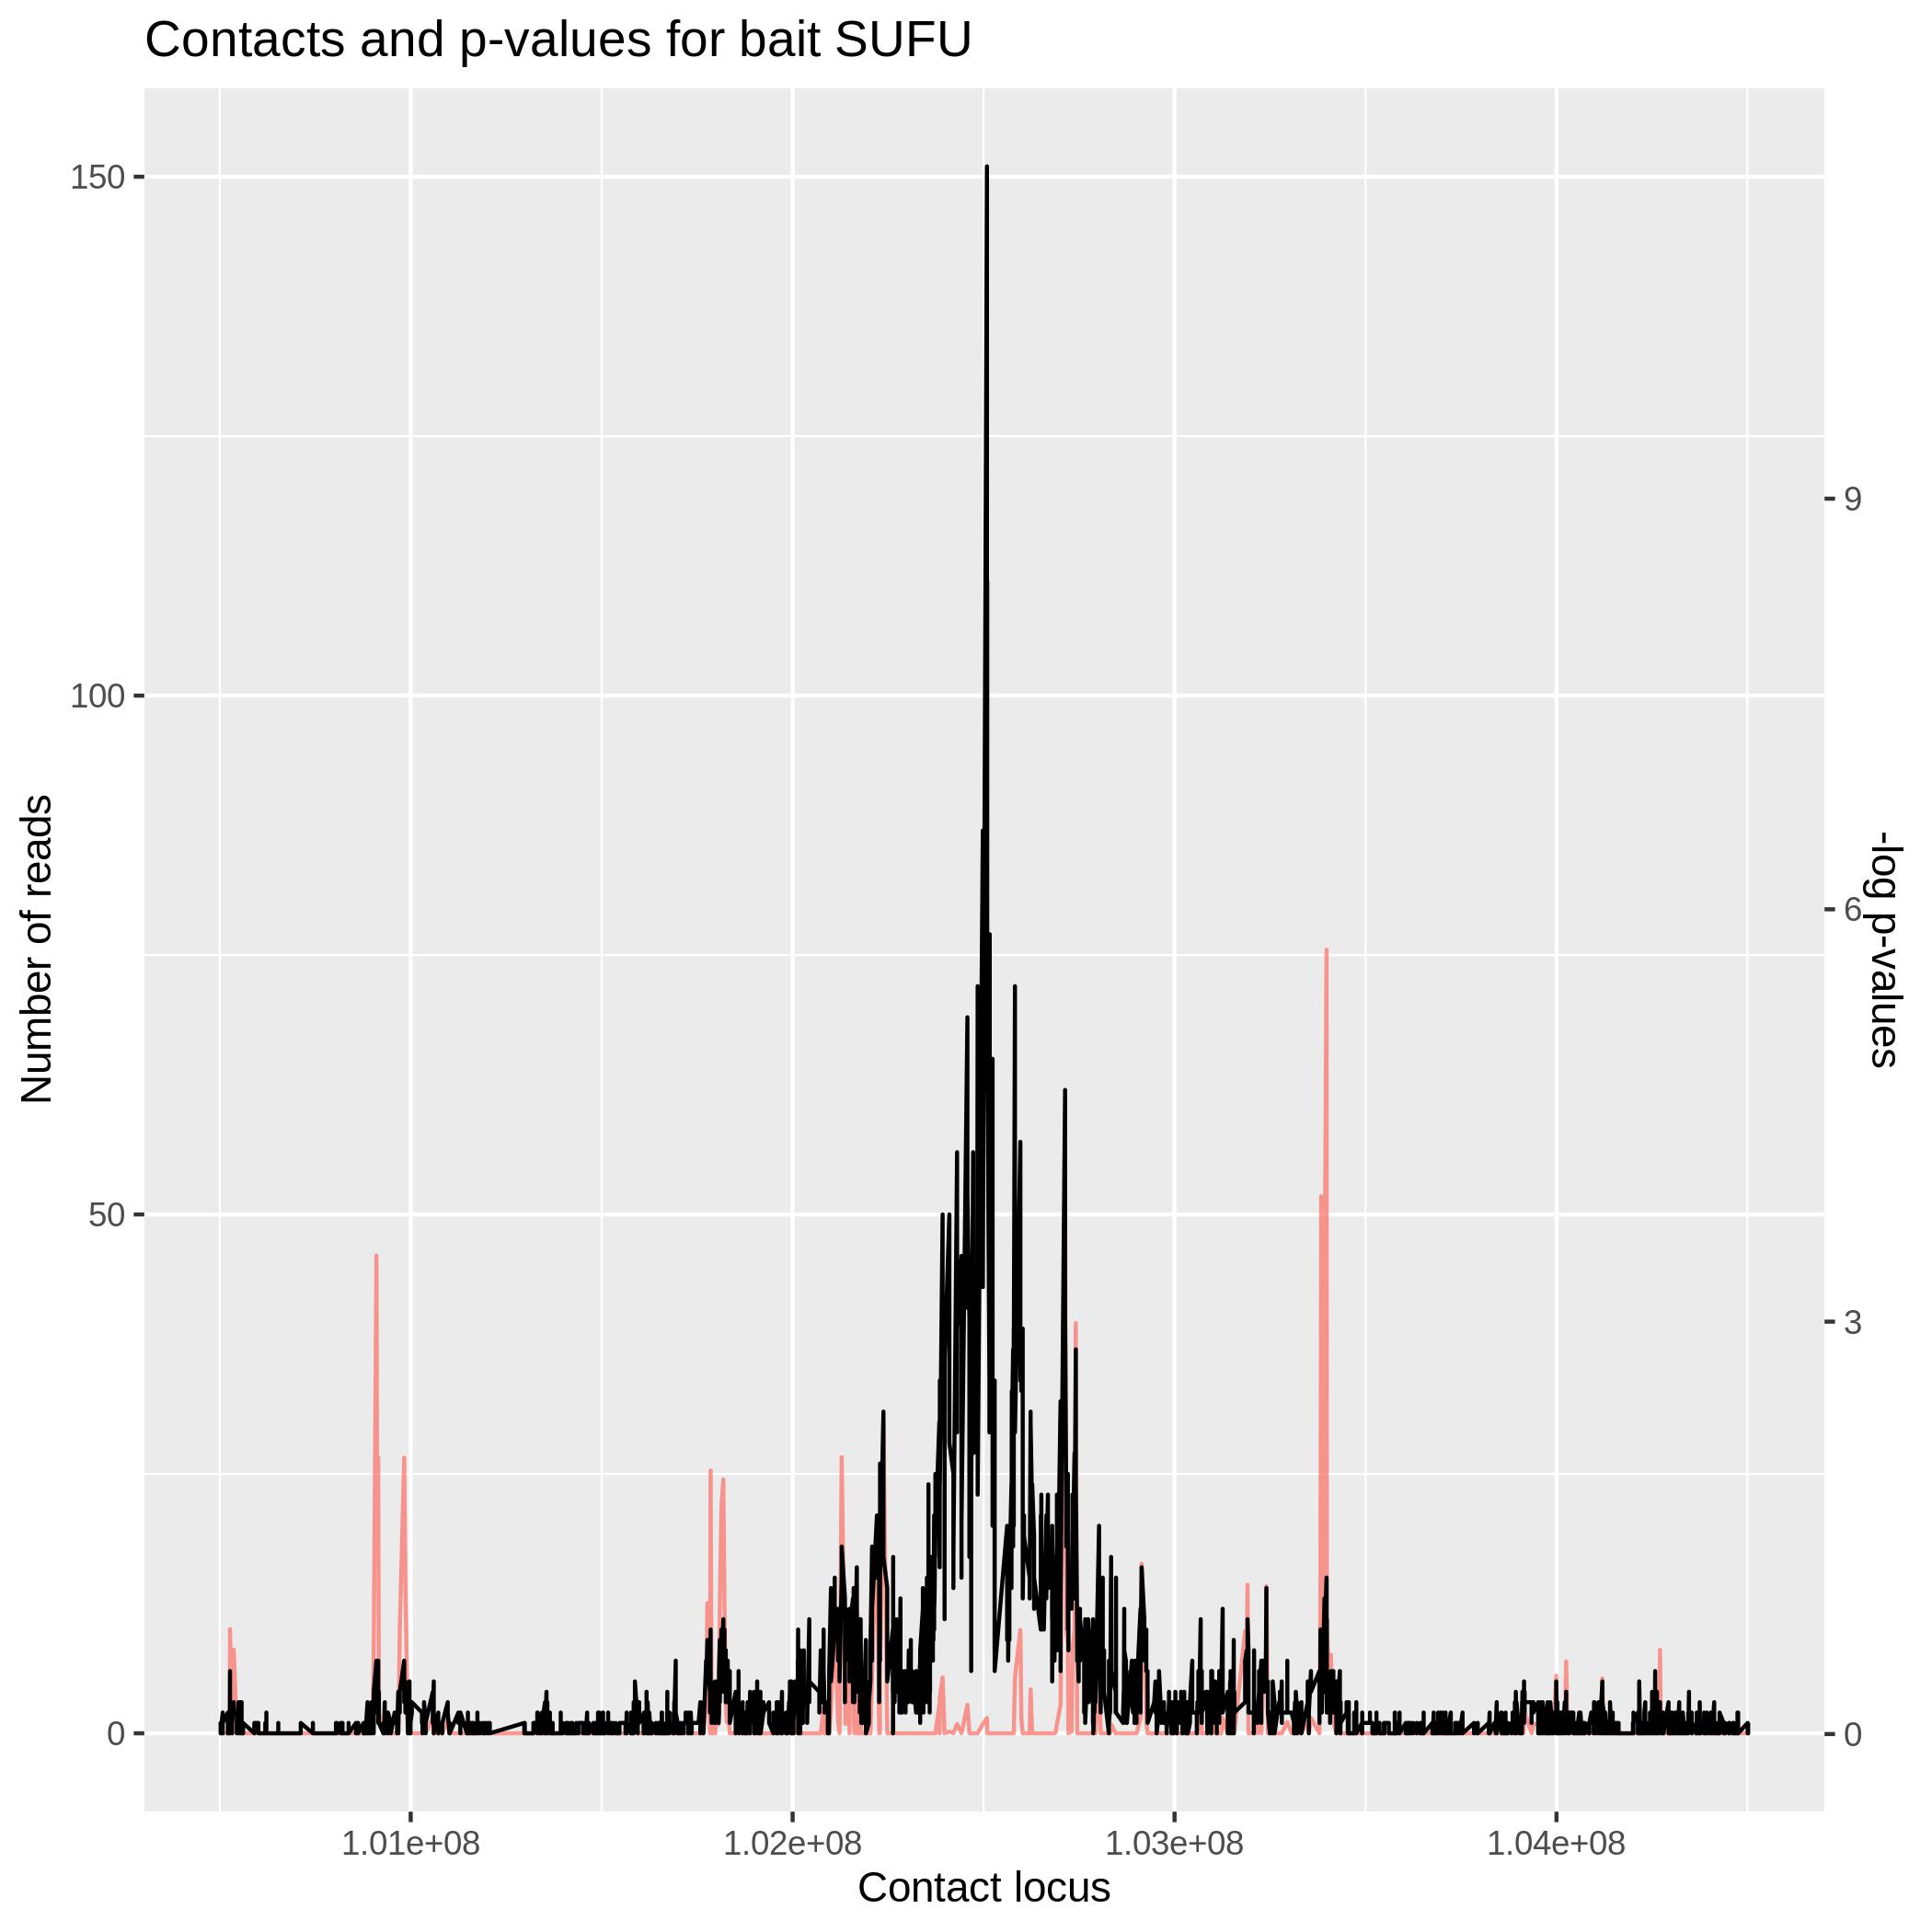 Contacts and p-values for bait SUFU
150
100
50
0
Number of reads
9
6
3
0
-log p-values
1.01e+08
1.02e+08
1.03e+08
1.04e+08
Contact locus